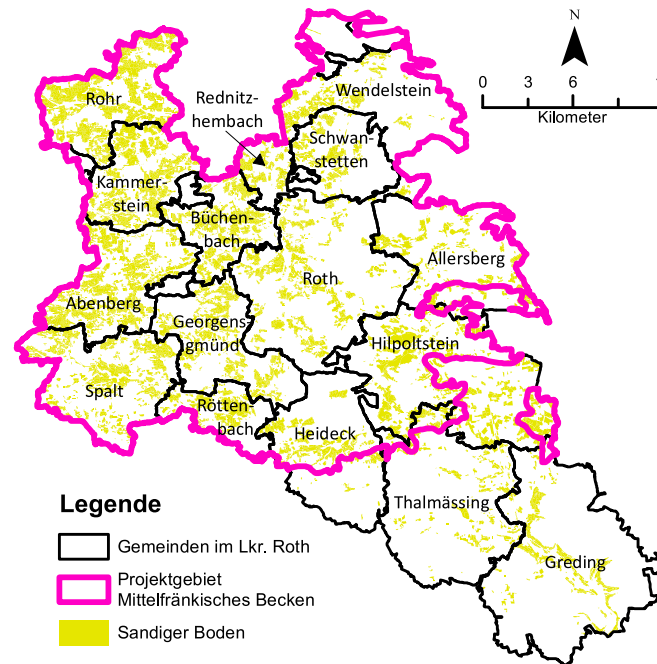 N
0 3 6
Kilometer
Rohr
Rednitz-
hembach
Wendelstein
Schwan-
stetten
Kammer-
stein
Büchen-
bach
Allersberg
Roth
Abenberg
Georgens-
gmünd
Hilpoltstein
Spalt
Rötten-
bach
Heideck
Thalmässing
Greding
Legende
Gemeinden im Lkr. Roth
Projektgebiet
Mittelfränkisches Becken
Sandiger Boden